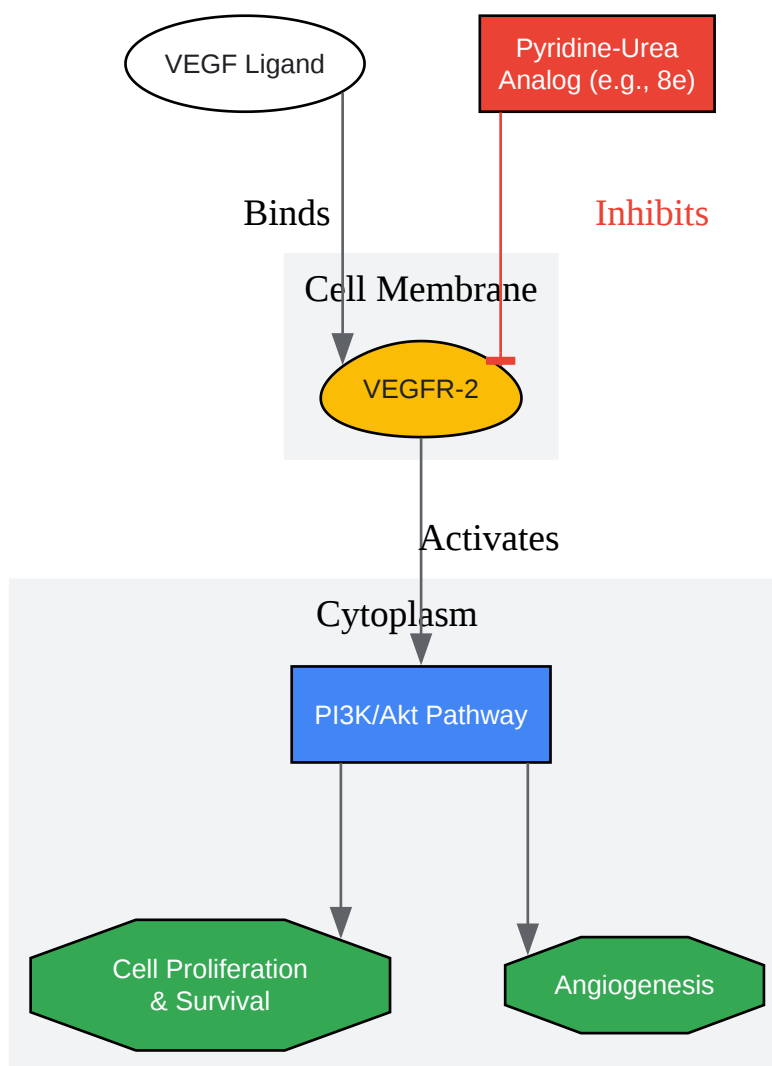 VEGF Ligand
Pyridine-Urea
Analog (e.g., 8e)
Binds
Inhibits
Cell Membrane
VEGFR-2
Activates
Cytoplasm
PI3K/Akt Pathway
Cell Proliferation
& Survival
Angiogenesis